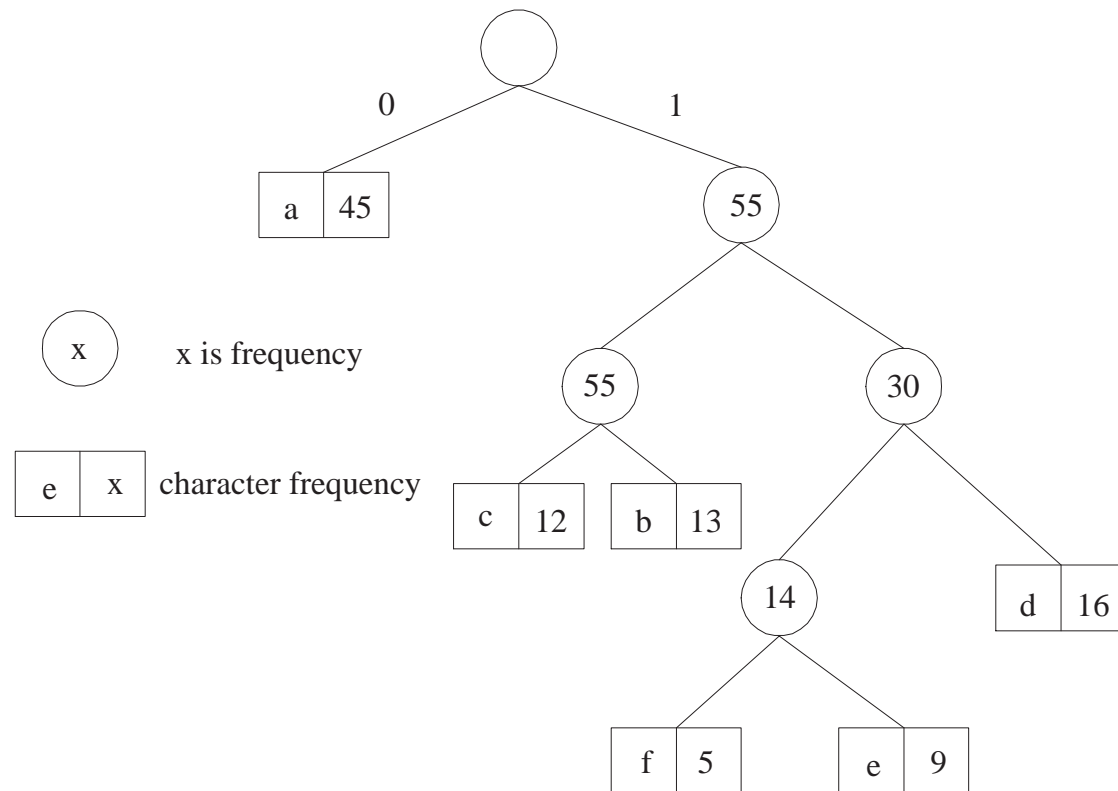 0
1
a 45
55
x
x is frequency
55
30
e x
character frequency
c 12
b 13
14
d 16
f 5
e 9